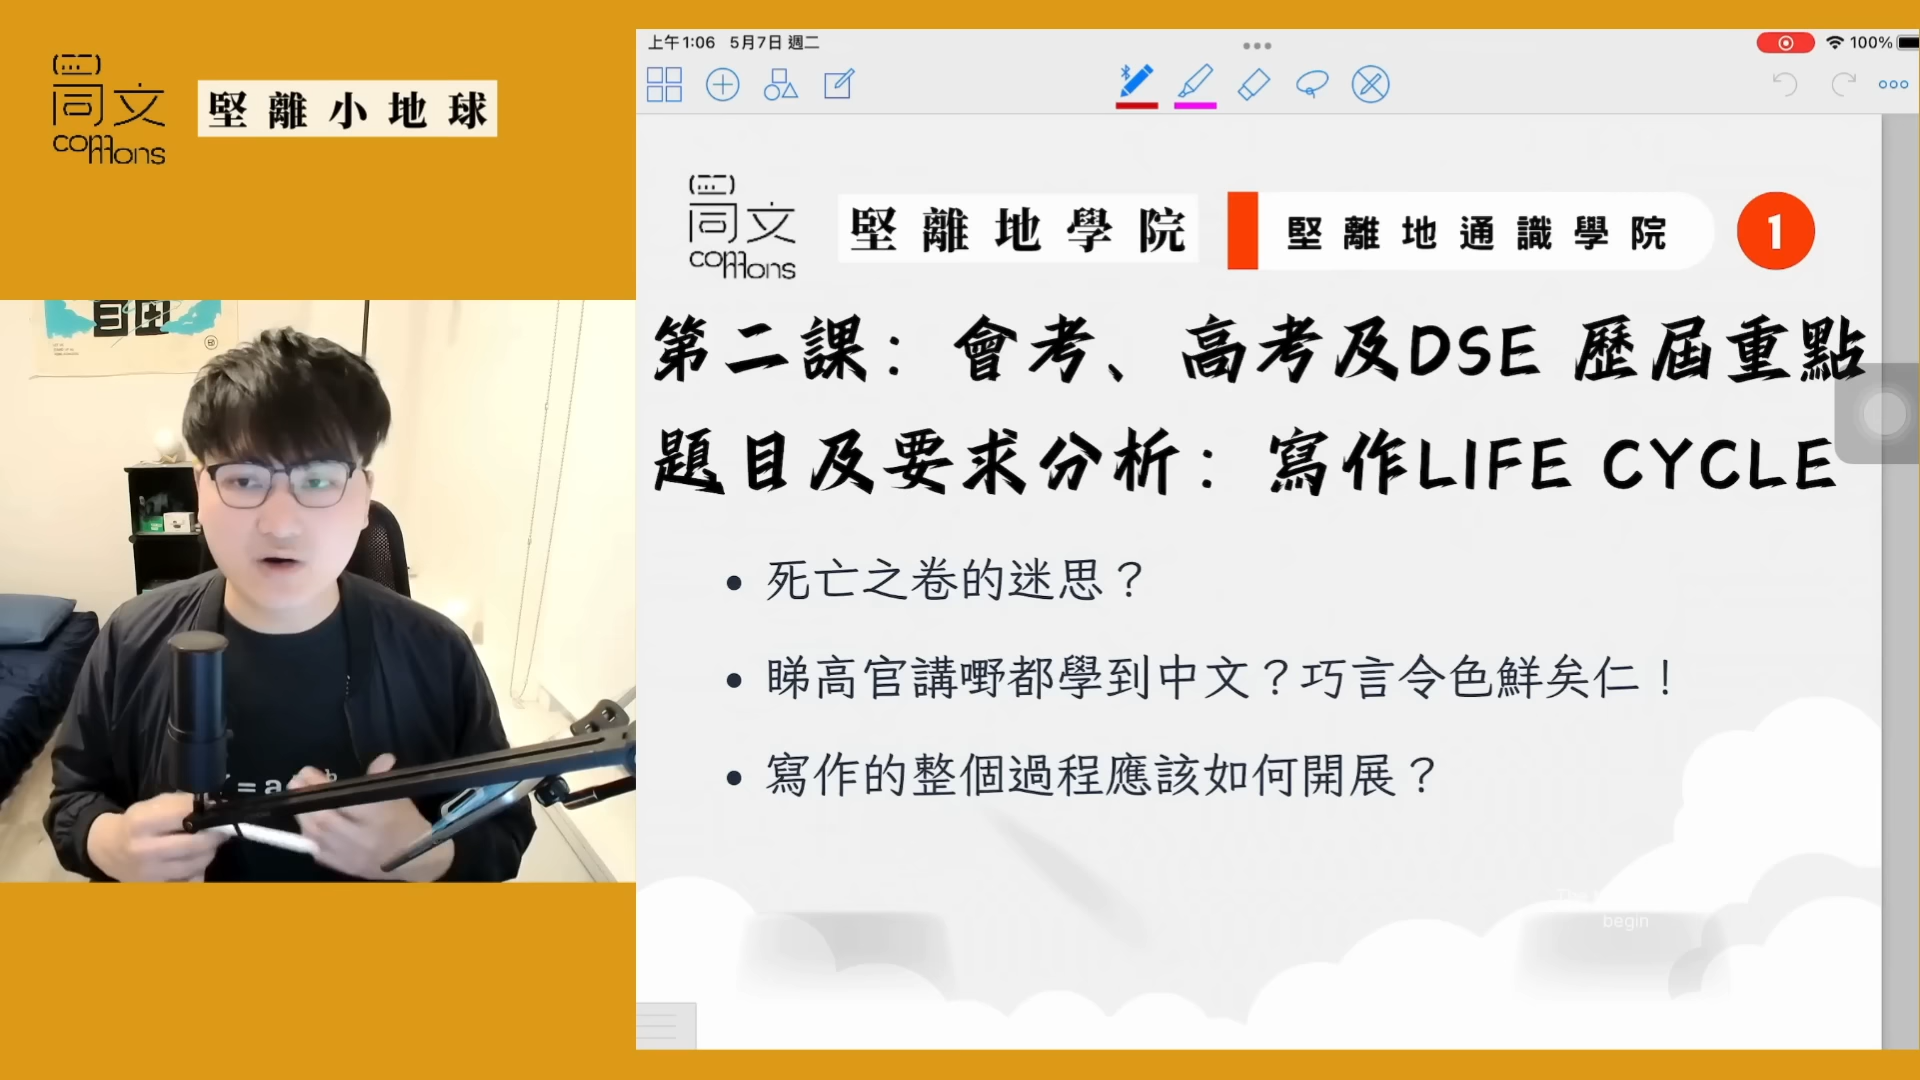 同文
commons
堅離小地球
自由
= a
b
上午1:06 5月7日 週二
100%
同文
commons
堅離地學院
堅離地通識學院
1
第二課：會考、高考及DSE 歷屆重點
題目及要求分析：寫作LIFE CYCLE
• 死亡之卷的迷思？
• 睇高官講嘢都學到中文？巧言令色鮮矣仁！
• 寫作的整個過程應該如何開展？
begin